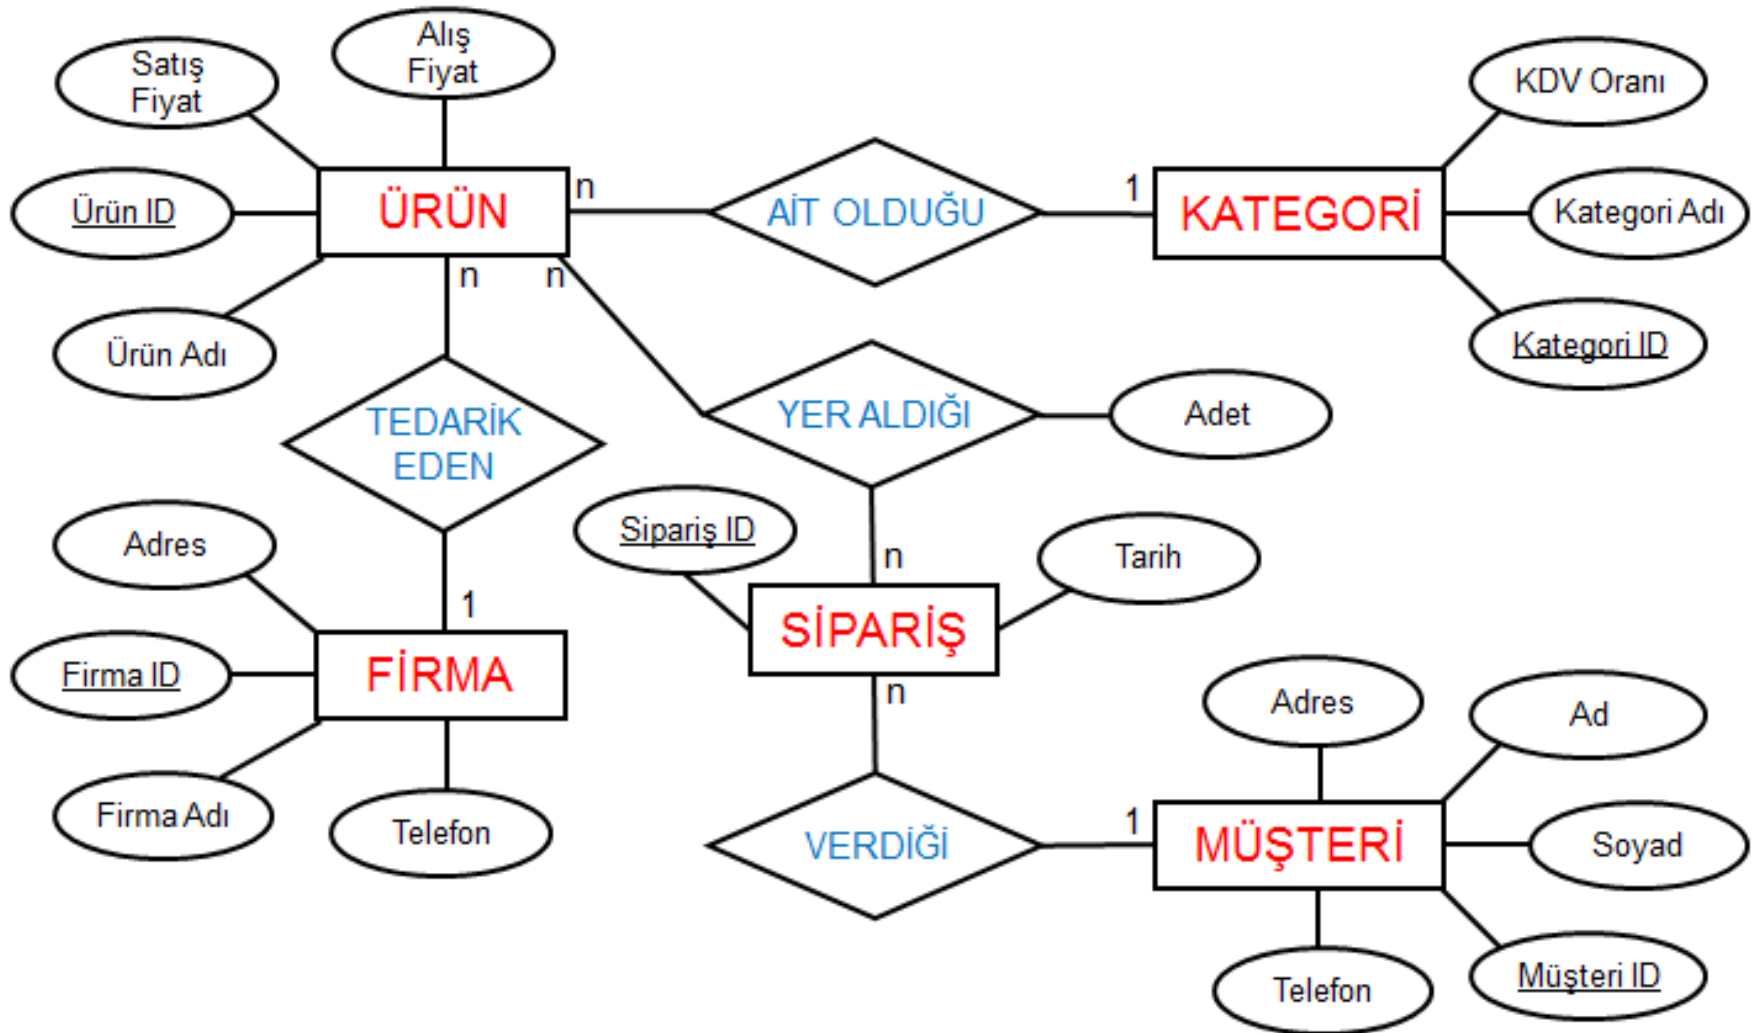 Alış
Fiyat
Satış
Fiyat
KDV Oranı
Ürün ID
ÜRÜN
n
AİT OLDUĞU
1
KATEGORİ
Kategori Adı
n
n
Ürün Adı
Kategori ID
TEDARİK
EDEN
YER ALDIĞI
Adet
Adres
Sipariş ID
n
Tarih
1
SİPARİŞ
Firma ID
FİRMA
n
Adres
Ad
Firma Adı
Telefon
VERDİĞİ
1
MÜŞTERİ
Soyad
Telefon
Müşteri ID